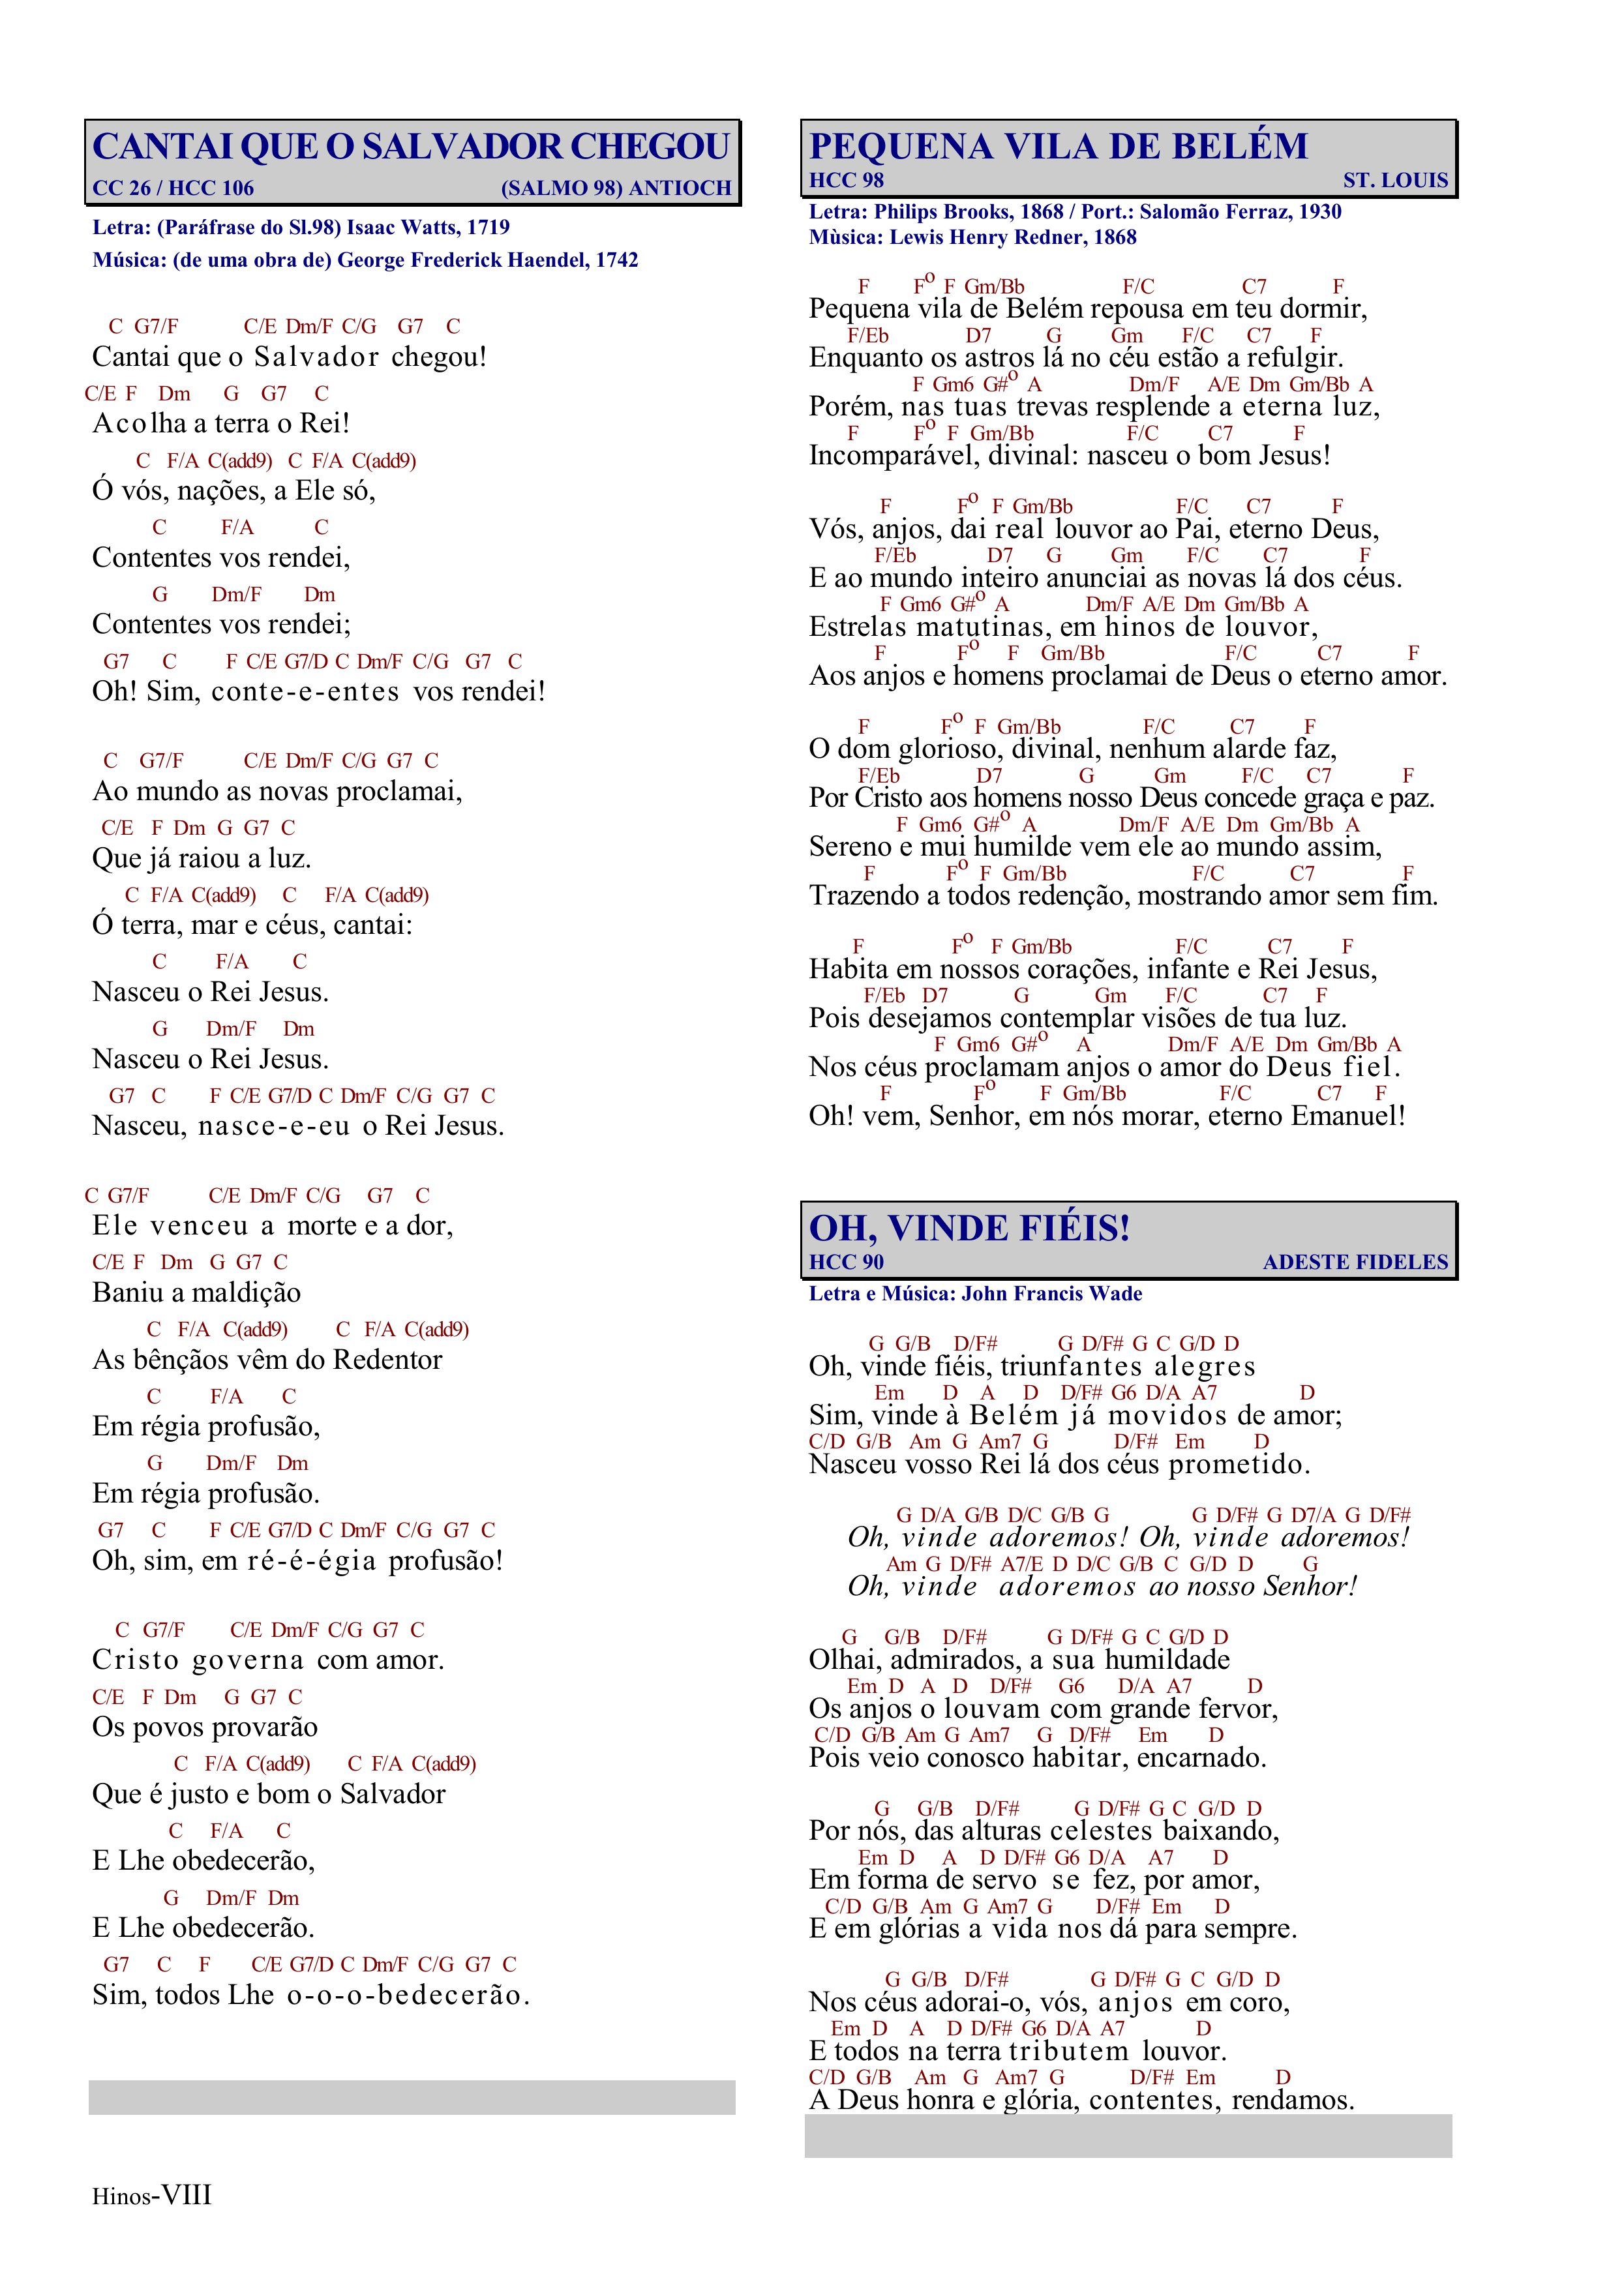 CANTAI QUE O SALVADOR CHEGOU
CC 26 / HCC 106 (SALMO 98) ANTIOCH
Letra: (Paráfrase do Sl.98) Isaac Watts, 1719
Música: (de uma obra de) George Frederick Haendel, 1742
C G7/F C/E Dm/F C/G G7 C
Cantai que o Salvador chegou!
C/E F Dm G G7 C
Acolha a terra o Rei!
C F/A C(add9) C F/A C(add9)
Ó vós, nações, a Ele só,
C F/A C
Contentes vos rendei,
G Dm/F Dm
Contentes vos rendei;
G7 C F C/E G7/D C Dm/F C/G G7 C
Oh! Sim, conte-e-entes vos rendei!
C G7/F C/E Dm/F C/G G7 C
Ao mundo as novas proclamai,
C/E F Dm G G7 C
Que já raiou a luz.
C F/A C(add9) C F/A C(add9)
Ó terra, mar e céus, cantai:
C F/A C
Nasceu o Rei Jesus.
G Dm/F Dm
Nasceu o Rei Jesus.
G7 C F C/E G7/D C Dm/F C/G G7 C
Nasceu, nasce-e-eu o Rei Jesus.
C G7/F C/E Dm/F C/G G7 C
Ele venceu a morte e a dor,
C/E F Dm G G7 C
Baniu a maldição
C F/A C(add9) C F/A C(add9)
As bênçãos vêm do Redentor
C F/A C
Em régia profusão,
G Dm/F Dm
Em régia profusão.
G7 C F C/E G7/D C Dm/F C/G G7 C
Oh, sim, em ré-é-égia profusão!
C G7/F C/E Dm/F C/G G7 C
Cristo governa com amor.
C/E F Dm G G7 C
Os povos provarão
C F/A C(add9) C F/A C(add9)
Que é justo e bom o Salvador
C F/A C
E Lhe obedecerão,
G Dm/F Dm
E Lhe obedecerão.
G7 C F C/E G7/D C Dm/F C/G G7 C
Sim, todos Lhe o-o-o-bedecerão.
Hinos-VIII
PEQUENA VILA DE BELÉM
HCC 98 ST. LOUIS
Letra: Philips Brooks, 1868 / Port.: Salomão Ferraz, 1930
Mùsica: Lewis Henry Redner, 1868
F Fº F Gm/Bb F/C C7 F
Pequena vila de Belém repousa em teu dormir,
F/Eb D7 G Gm F/C C7 F
Enquanto os astros lá no céu estão a refulgir.
F Gm6 G#º A Dm/F A/E Dm Gm/Bb A
Porém, nas tuas trevas resplende a eterna luz,
F Fº F Gm/Bb F/C C7 F
Incomparável, divinal: nasceu o bom Jesus!
F Fº F Gm/Bb F/C C7 F
Vós, anjos, dai real louvor ao Pai, eterno Deus,
F/Eb D7 G Gm F/C C7 F
E ao mundo inteiro anunciai as novas lá dos céus.
F Gm6 G#º A Dm/F A/E Dm Gm/Bb A
Estrelas matutinas, em hinos de louvor,
F Fº F Gm/Bb F/C C7 F
Aos anjos e homens proclamai de Deus o eterno amor.
F Fº F Gm/Bb F/C C7 F
O dom glorioso, divinal, nenhum alarde faz,
F/Eb D7 G Gm F/C C7 F
Por Cristo aos homens nosso Deus concede graça e paz.
F Gm6 G#º A Dm/F A/E Dm Gm/Bb A
Sereno e mui humilde vem ele ao mundo assim,
F Fº F Gm/Bb F/C C7 F
Trazendo a todos redenção, mostrando amor sem fim.
F Fº F Gm/Bb F/C C7 F
Habita em nossos corações, infante e Rei Jesus,
F/Eb D7 G Gm F/C C7 F
Pois desejamos contemplar visões de tua luz.
F Gm6 G#º A Dm/F A/E Dm Gm/Bb A
Nos céus proclamam anjos o amor do Deus fiel.
F Fº F Gm/Bb F/C C7 F
Oh! vem, Senhor, em nós morar, eterno Emanuel!
OH, VINDE FIÉIS!
HCC 90 ADESTE FIDELES
Letra e Música: John Francis Wade
G G/B D/F# G D/F# G C G/D D
Oh, vinde fiéis, triunfantes alegres
Em D A D D/F# G6 D/A A7 D
Sim, vinde à Belém já movidos de amor;
C/D G/B Am G Am7 G D/F# Em D
Nasceu vosso Rei lá dos céus prometido.
G D/A G/B D/C G/B G G D/F# G D7/A G D/F#
Oh, vinde adoremos! Oh, vinde adoremos!
Am G D/F# A7/E D D/C G/B C G/D D G
Oh, vinde adoremos ao nosso Senhor!
G G/B D/F# G D/F# G C G/D D
Olhai, admirados, a sua humildade
Em D A D D/F# G6 D/A A7 D
Os anjos o louvam com grande fervor,
C/D G/B Am G Am7 G D/F# Em D
Pois veio conosco habitar, encarnado.
G G/B D/F# G D/F# G C G/D D
Por nós, das alturas celestes baixando,
Em D A D D/F# G6 D/A A7 D
Em forma de servo se fez, por amor,
C/D G/B Am G Am7 G D/F# Em D
E em glórias a vida nos dá para sempre.
G G/B D/F# G D/F# G C G/D D
Nos céus adorai-o, vós, anjos em coro,
Em D A D D/F# G6 D/A A7 D
E todos na terra tributem louvor.
C/D G/B Am G Am7 G D/F# Em D
A Deus honra e glória, contentes, rendamos.